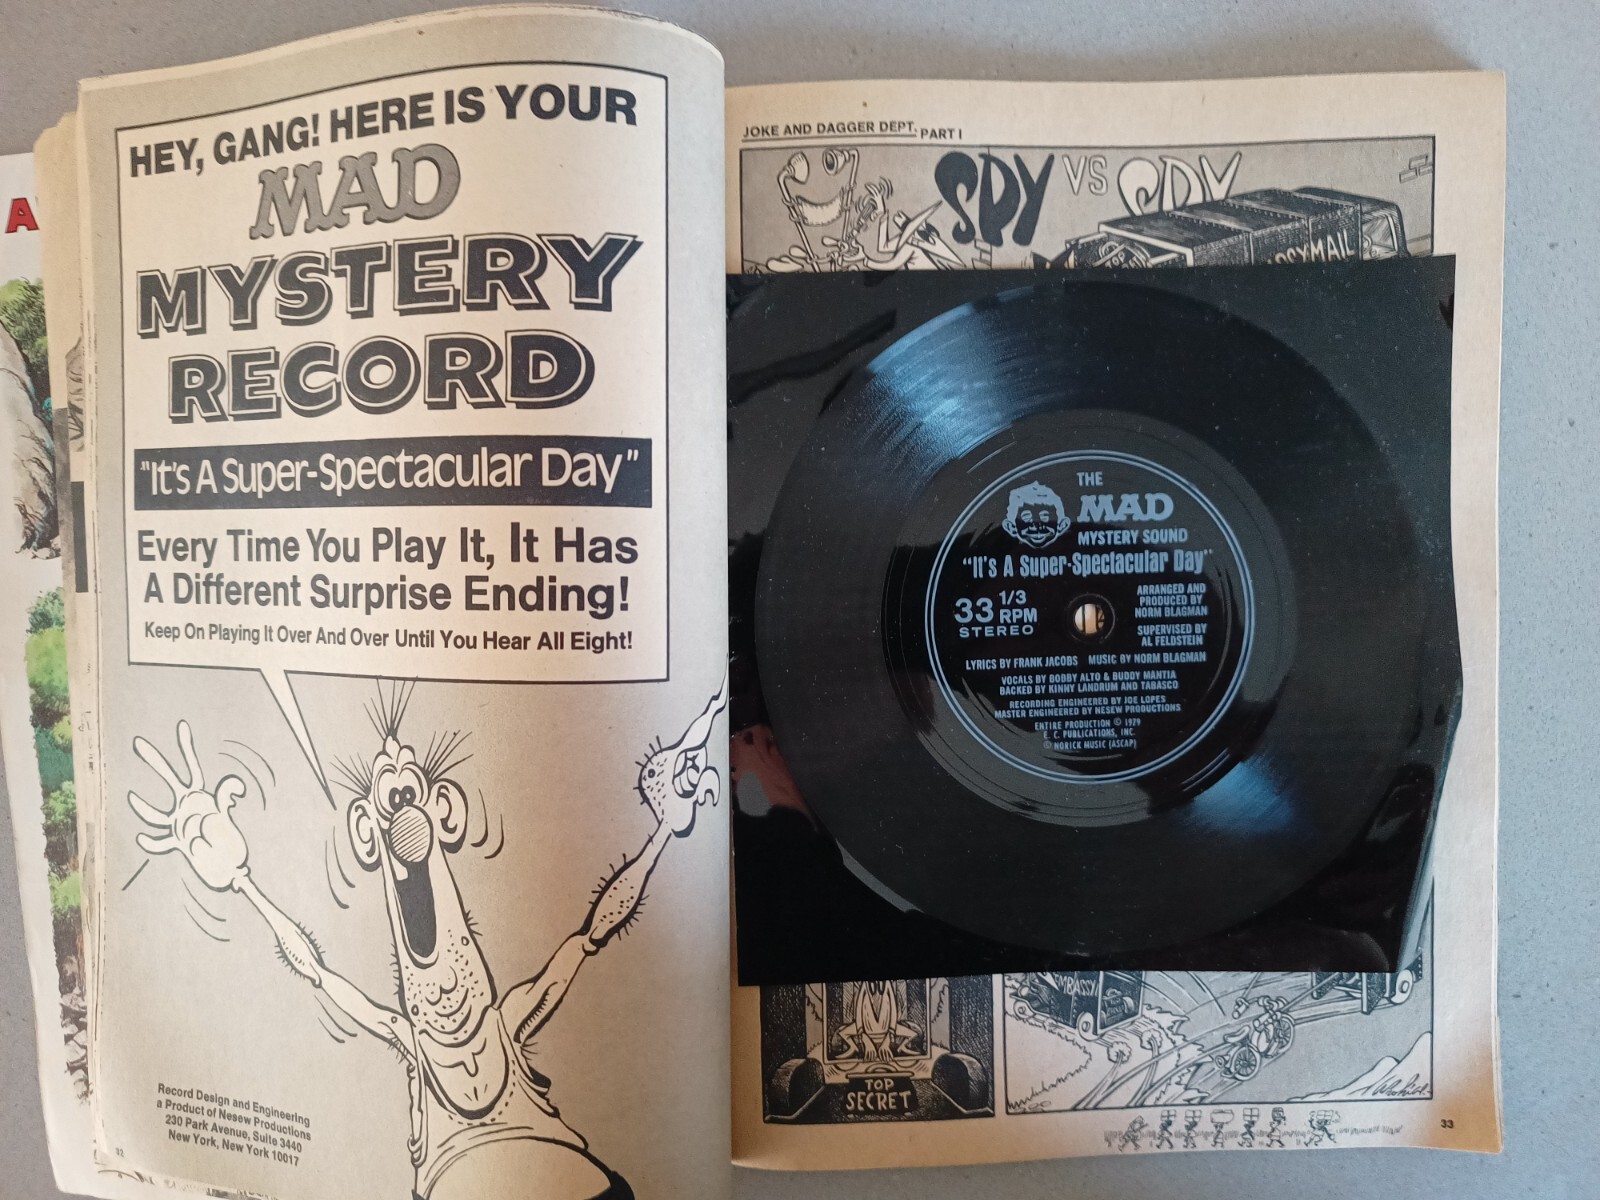 HEY, GANG! HERE IS YOUR
MAD
MYSTERY
RECORD
"It's A Super-Spectacular Day"
Every Time You Play It, It Has
A Different Surprise Ending!
Keep On Playing It Over And Over Until You Hear All Eight!
Record Design and Engineering
a Product of Nesew Productions
230 Park Avenue, Suite 3440
New York, New York 10017
32
A
JOKE AND DAGGER DEPT. PART I
SPY VS SPY
TOP
MAIL
THE
MAD
MYSTERY SOUND
"It's A Super-Spectacular Day"
33 1/3
RPM
STEREO
ARRANGED AND
PRODUCED BY
NORM BLAGMAN
SUPERVISED BY
AL FELDSTEIN
LYRICS BY FRANK JACOBS MUSIC BY NORM BLAGMAN
VOCALS BY BOBBY ALTO & BUDDY MANTIA
BACKED BY KINNY LANDRUM AND TABASCO
RECORDING ENGINEERED BY JOE LOPES
MASTER ENGINEERED BY NESEW PRODUCTIONS
ENTIRE PRODUCTION © 1979
E. C. PUBLICATIONS, INC.
© NORICK MUSIC (ASCAP)
EMBASSY
TOP
SECRET
33